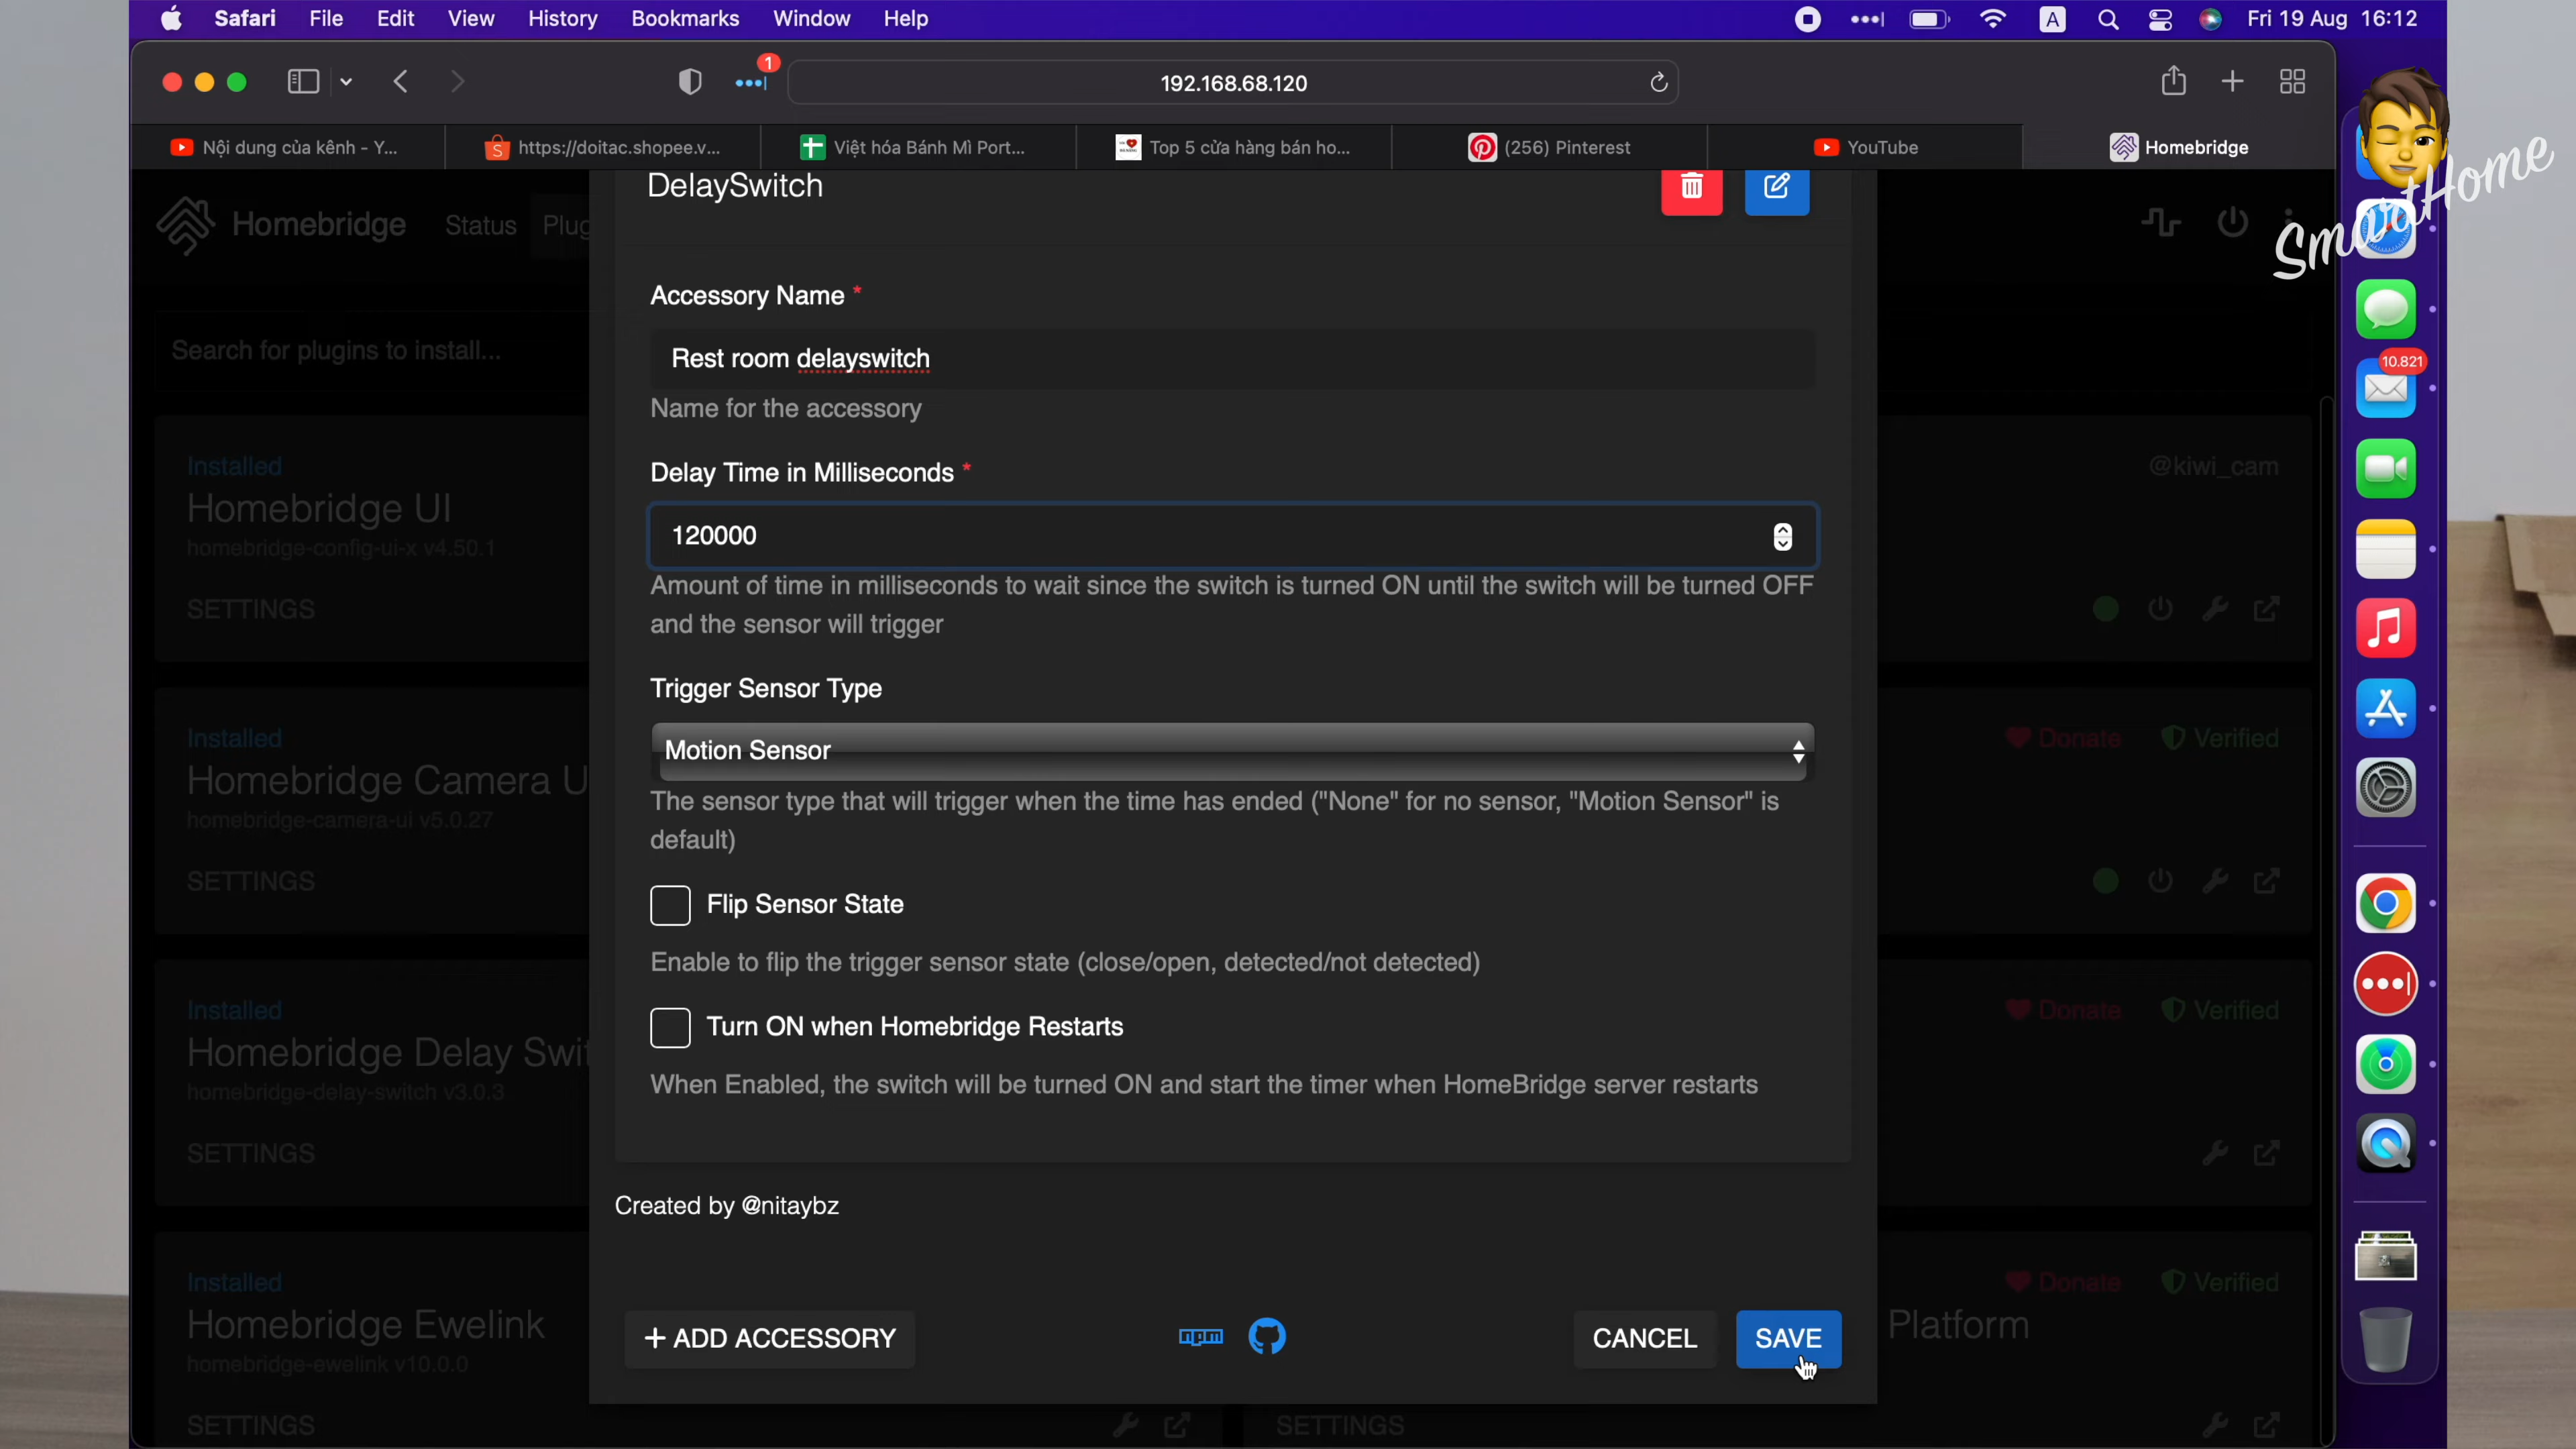 Safari File Edit View History Bookmarks Window Help
A
Fri 19 Aug 16:12
1
192.168.68.120
Nội dung của kênh - Y...
https://doitac.shopee.v...
Việt hóa Bánh Mì Port...
Top 5 cửa hàng bán ho...
(256) Pinterest
YouTube
Homebridge
SmartHome
Homebridge
Status
Plug
DelaySwitch
Search for plugins to install...
Accessory Name *
Rest room delayswitch
Name for the accessory
10.821
Delay Time in Milliseconds *
120000
Amount of time in milliseconds to wait since the switch is turned ON until the switch will be turned OFF
and the sensor will trigger
Trigger Sensor Type
Motion Sensor
The sensor type that will trigger when the time has ended ("None" for no sensor, "Motion Sensor" is
default)
Flip Sensor State
Enable to flip the trigger sensor state (close/open, detected/not detected)
Turn ON when Homebridge Restarts
When Enabled, the switch will be turned ON and start the timer when HomeBridge server restarts
Created by @nitaybz
+ ADD ACCESSORY
npm
CANCEL
SAVE
Installed
Homebridge UI
homebridge-config-ui-x v4.50.1
SETTINGS
@kiwi_cam
Installed
Homebridge Camera U
homebridge-camera-ui v5.0.27
SETTINGS
Donate
Verified
Installed
Homebridge Delay Swit
homebridge-delay-switch v3.0.3
SETTINGS
Donate
Verified
Installed
Homebridge Ewelink
homebridge-ewelink v10.0.0
SETTINGS
Donate
Verified
Platform
SETTINGS